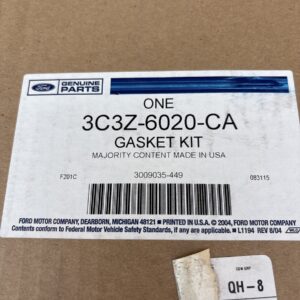 Ford GENUINE
PARTS
ONE
3C3Z-6020-CA
GASKET KIT
MAJORITY CONTENT MADE IN USA
F201C 3009035-449 083115
FORD MOTOR COMPANY, DEARBORN, MICHIGAN 48121 ■ PRINTED IN U.S.A. © 2004, FORD MOTOR COMPANY
Contents conform to Federal Motor Vehicle Safety Standards, if any are applicable. ■ L1194 REV 8/04
QH-8